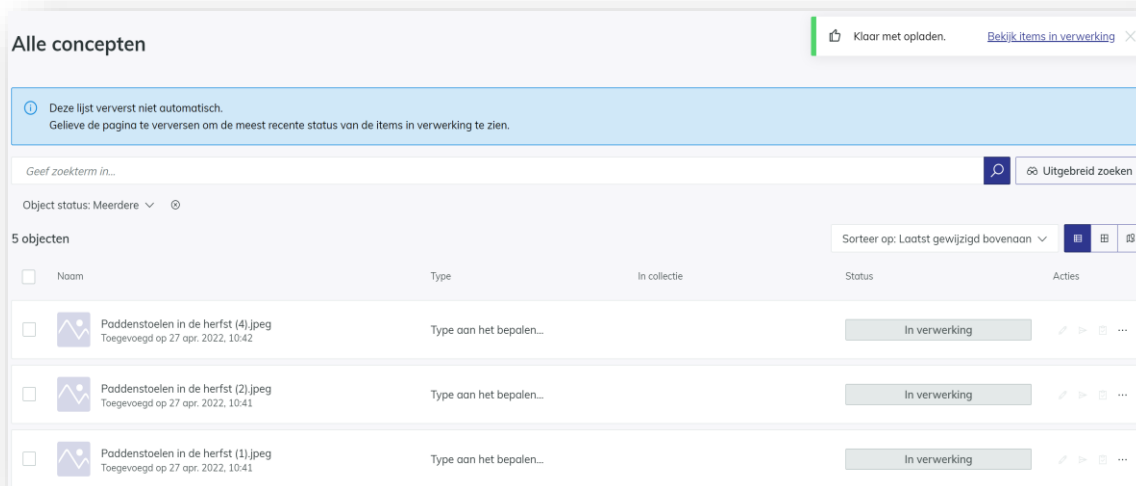 Alle concepten
Klaar met opladen. Bekijk items in verwerking
Deze lijst ververst niet automatisch.
Gelieve de pagina te verversen om de meest recente status van de items in verwerking te zien.
Geef zoekterm in...
Uitgebreid zoeken
Object status: Meerdere
5 objecten
Sorteer op: Laatst gewijzigd bovenaan
Naam Type In collectie Status Acties
Paddenstoelen in de herfst (4).jpeg
Toegevoegd op 27 apr. 2022, 10:42
Type aan het bepalen...
In verwerking
Paddenstoelen in de herfst (2).jpeg
Toegevoegd op 27 apr. 2022, 10:41
Type aan het bepalen...
In verwerking
Paddenstoelen in de herfst (1).jpeg
Toegevoegd op 27 apr. 2022, 10:41
Type aan het bepalen...
In verwerking